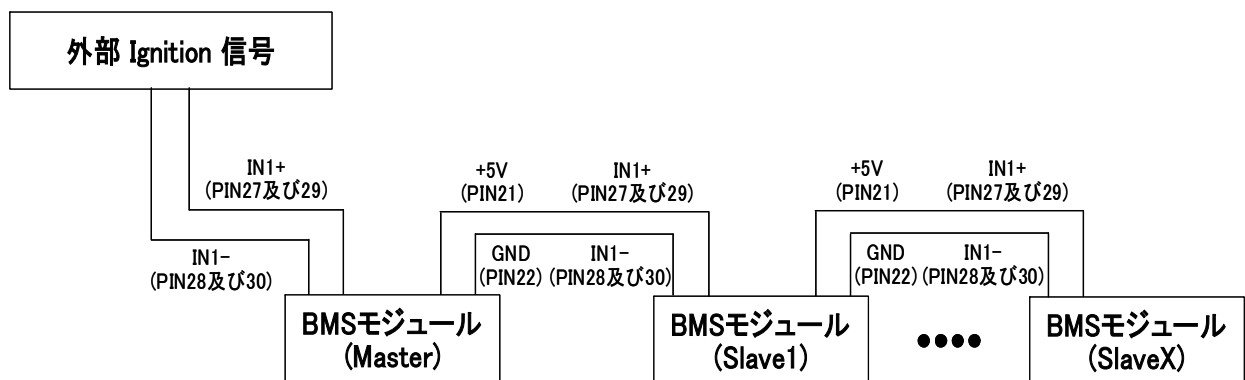 外部 Ignition 信号
IN1+
(PIN27及び29)
IN1-
(PIN28及び30)
+5V
(PIN21)
IN1+
(PIN27及び29)
GND
(PIN22)
IN1-
(PIN28及び30)
+5V
(PIN21)
IN1+
(PIN27及び29)
GND
(PIN22)
IN1-
(PIN28及び30)
BMSモジュール
(Master)
BMSモジュール
(Slave1)
BMSモジュール
(SlaveX)